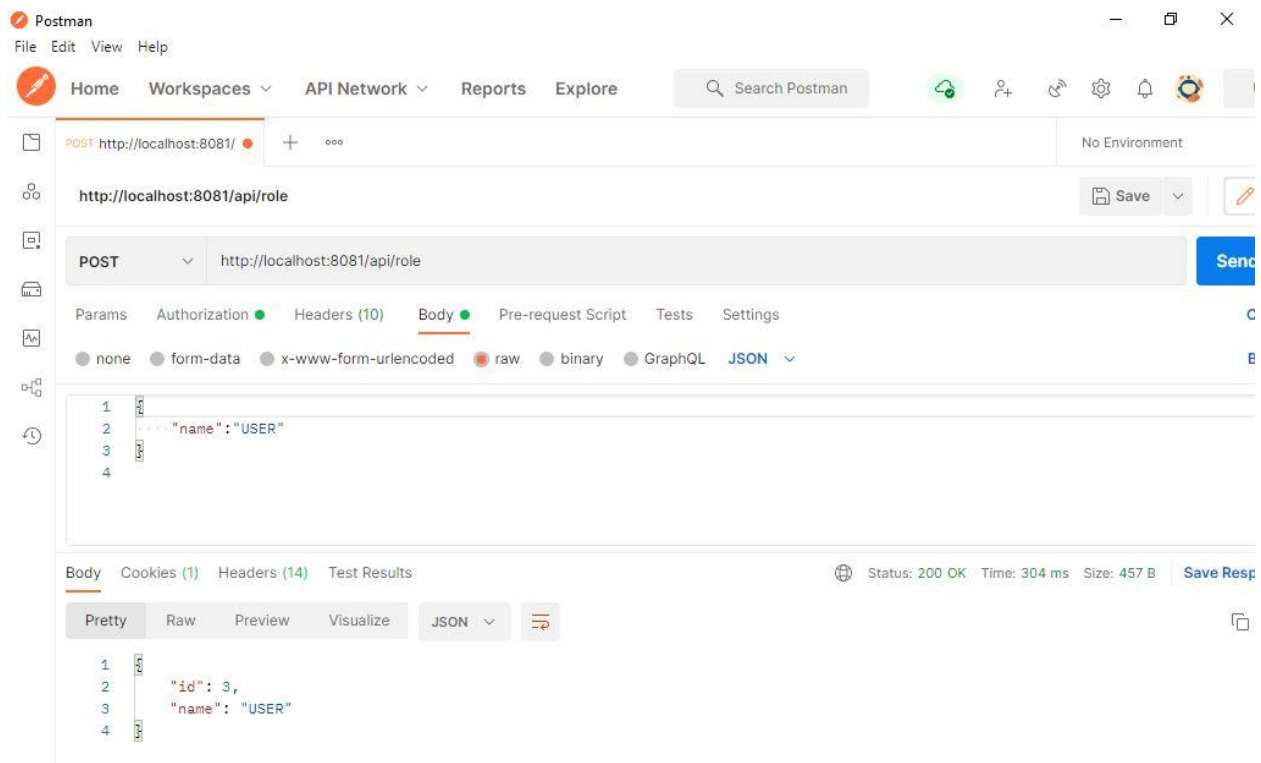 Postman
File Edit View Help
Home Workspaces API Network Reports Explore Search Postman
POST http://localhost:8081/ No Environment
http://localhost:8081/api/role Save
POST http://localhost:8081/api/role Send
Params Authorization Headers (10) Body Pre-request Script Tests Settings
none form-data x-www-form-urlencoded raw binary GraphQL JSON
1 {
2 "name":"USER"
3 }
4
Body Cookies (1) Headers (14) Test Results Status: 200 OK Time: 304 ms Size: 457 B Save Resp
Pretty Raw Preview Visualize JSON
1 {
2 "id": 3,
3 "name": "USER"
4 }